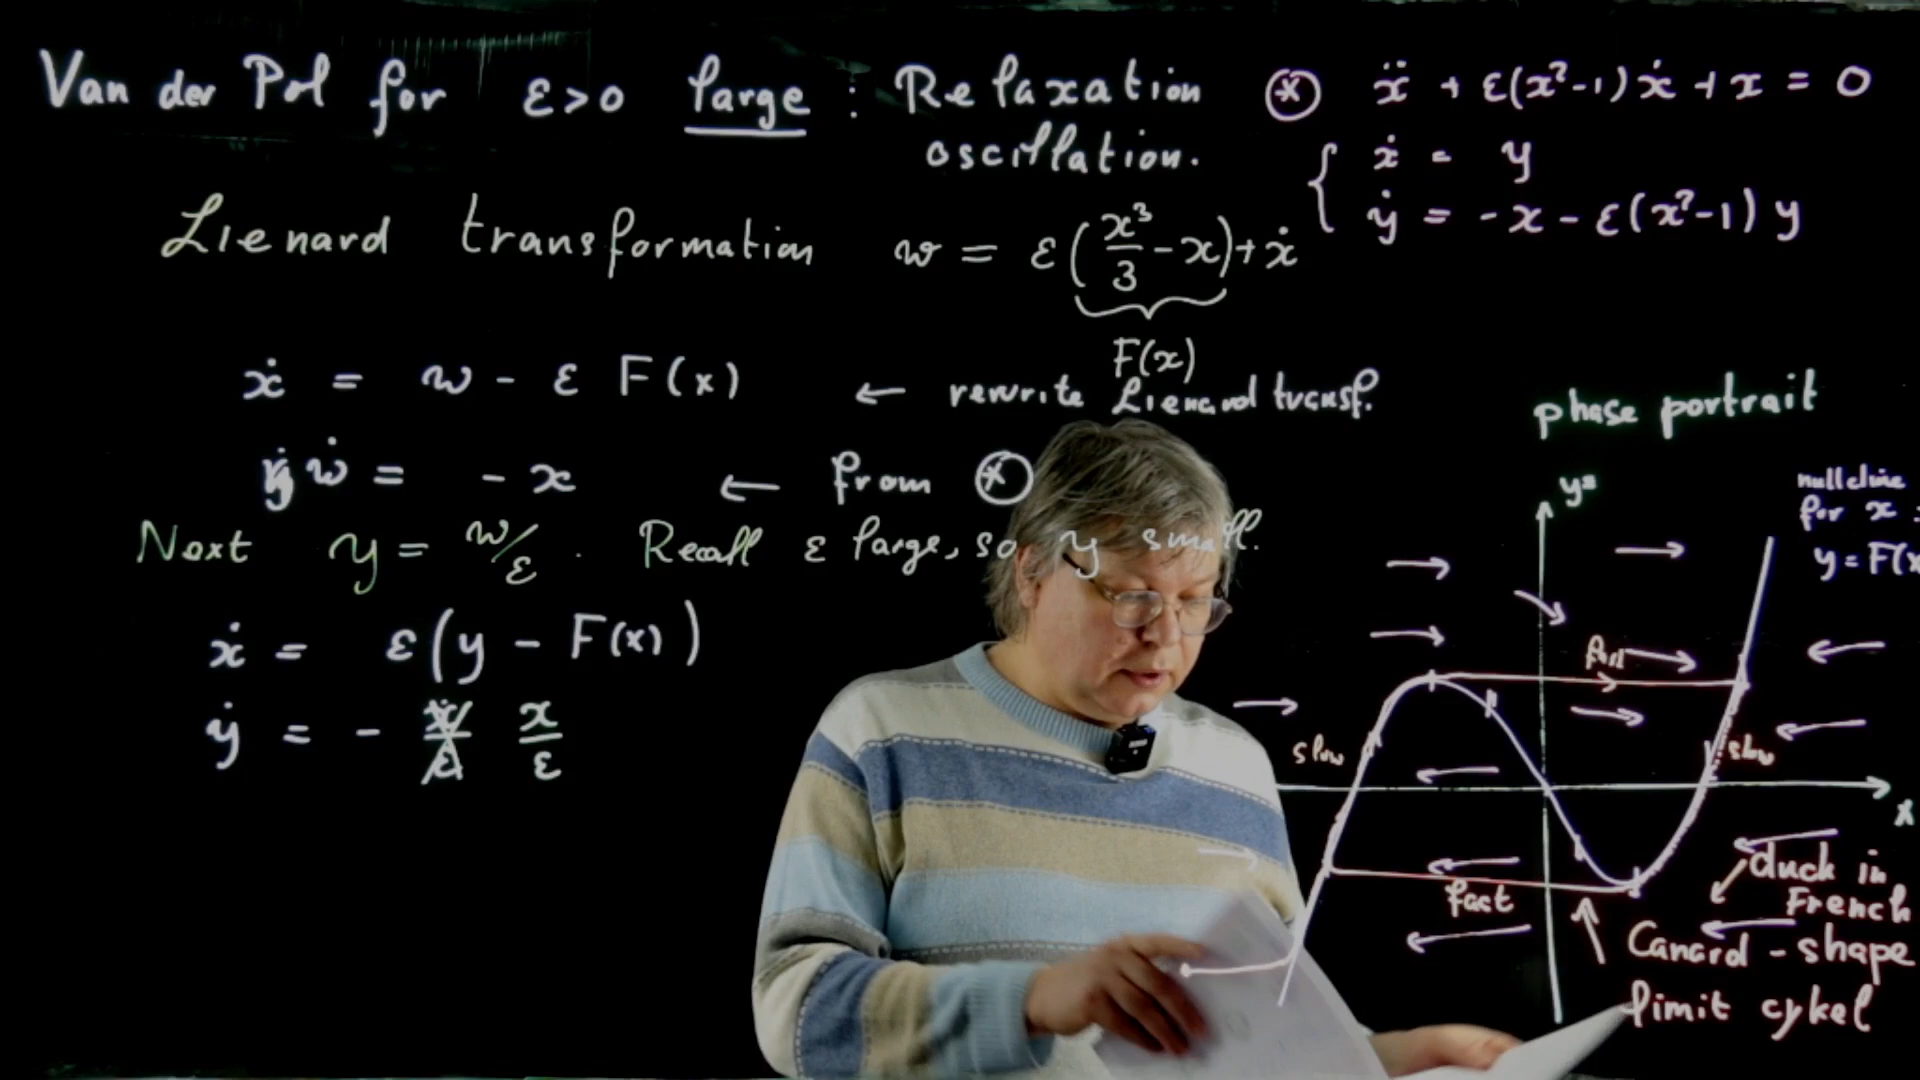 Van der Pol for ε>0 large : Relaxation oscillation.
⊛ ẍ + ε(x²-1)ẋ + x = 0
{ ẋ = y
ẏ = -x - ε(x²-1) y
Lienard transformation w = ε(x³/3 - x) + ẋ
F(x)
ẋ = w - ε F(x) ← rewrite Lienard transf.
ẇ = - x ← from ⊛
Next y = w/ε . Recall ε large, so y small.
ẋ = ε(y - F(x))
ẏ = - x/ε
phase portrait
nullcline
for x
y = F(x
y
fast
slow
slow
x
fast
duck in
French
Canard - shape
limit cykel